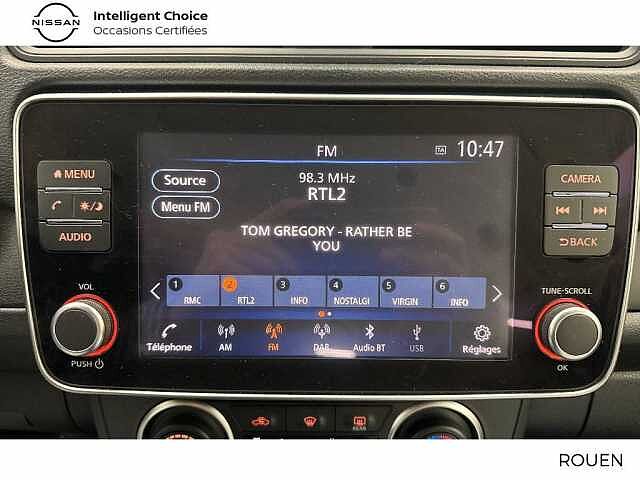 NISSAN
Intelligent Choice
Occasions Certifiées
FM
TA
10:47
MENU
CAMERA
Source
98.3 MHz
RTL2
Menu FM
AUDIO
BACK
TOM GREGORY - RATHER BE
YOU
1 2 3 4 5 6
RMC RTL2 INFO NOSTALGI VIRGIN INFO
VOL
TUNE-SCROLL
Téléphone AM FM DAB Audio BT USB Réglages
PUSH
OK
REAR
ROUEN